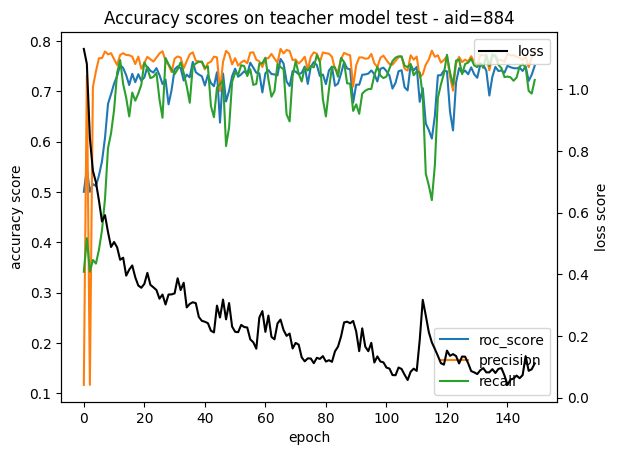 Accuracy scores on teacher model test - aid=884
loss
0.8
0.7
0.6
0.5
0.4
0.3
0.2
0.1
accuracy score
1.0
0.8
0.6
0.4
0.2
0.0
loss score
roc_score
precision
recall
0 20 40 60 80 100 120 140
epoch